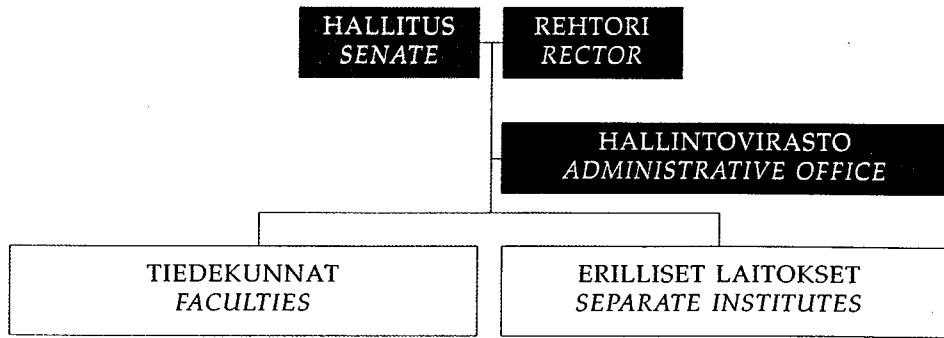 HALLITUS
SENATE
REHTORI
RECTOR
HALLINTOVIRASTO
ADMINISTRATIVE OFFICE
TIEDEKUNNAT
FACULTIES
ERILLISET LAITOKSET
SEPARATE INSTITUTES